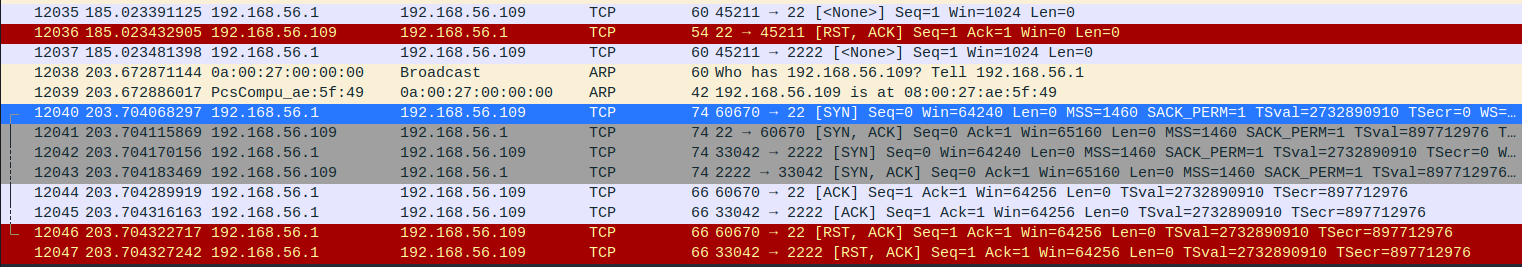 12035 185.023391125 192.168.56.1 192.168.56.109 TCP 60 45211 → 22 [<None>] Seq=1 Win=1024 Len=0
12036 185.023432905 192.168.56.109 192.168.56.1 TCP 54 22 → 45211 [RST, ACK] Seq=1 Ack=1 Win=0 Len=0
12037 185.023481398 192.168.56.1 192.168.56.109 TCP 60 45211 → 2222 [<None>] Seq=1 Win=1024 Len=0
12038 203.672871144 0a:00:27:00:00:00 Broadcast ARP 60 Who has 192.168.56.109? Tell 192.168.56.1
12039 203.672886017 PcsCompu_ae:5f:49 0a:00:27:00:00:00 ARP 42 192.168.56.109 is at 08:00:27:ae:5f:49
12040 203.704068297 192.168.56.1 192.168.56.109 TCP 74 60670 → 22 [SYN] Seq=0 Win=64240 Len=0 MSS=1460 SACK_PERM=1 TSval=2732890910 TSecr=0 WS=…
12041 203.704115869 192.168.56.109 192.168.56.1 TCP 74 22 → 60670 [SYN, ACK] Seq=0 Ack=1 Win=65160 Len=0 MSS=1460 SACK_PERM=1 TSval=897712976 T…
12042 203.704170156 192.168.56.1 192.168.56.109 TCP 74 33042 → 2222 [SYN] Seq=0 Win=64240 Len=0 MSS=1460 SACK_PERM=1 TSval=2732890910 TSecr=0 W…
12043 203.704183469 192.168.56.109 192.168.56.1 TCP 74 2222 → 33042 [SYN, ACK] Seq=0 Ack=1 Win=65160 Len=0 MSS=1460 SACK_PERM=1 TSval=897712976…
12044 203.704289919 192.168.56.1 192.168.56.109 TCP 66 60670 → 22 [ACK] Seq=1 Ack=1 Win=64256 Len=0 TSval=2732890910 TSecr=897712976
12045 203.704316163 192.168.56.1 192.168.56.109 TCP 66 33042 → 2222 [ACK] Seq=1 Ack=1 Win=64256 Len=0 TSval=2732890910 TSecr=897712976
12046 203.704322717 192.168.56.1 192.168.56.109 TCP 66 60670 → 22 [RST, ACK] Seq=1 Ack=1 Win=64256 Len=0 TSval=2732890910 TSecr=897712976
12047 203.704327242 192.168.56.1 192.168.56.109 TCP 66 33042 → 2222 [RST, ACK] Seq=1 Ack=1 Win=64256 Len=0 TSval=2732890910 TSecr=897712976